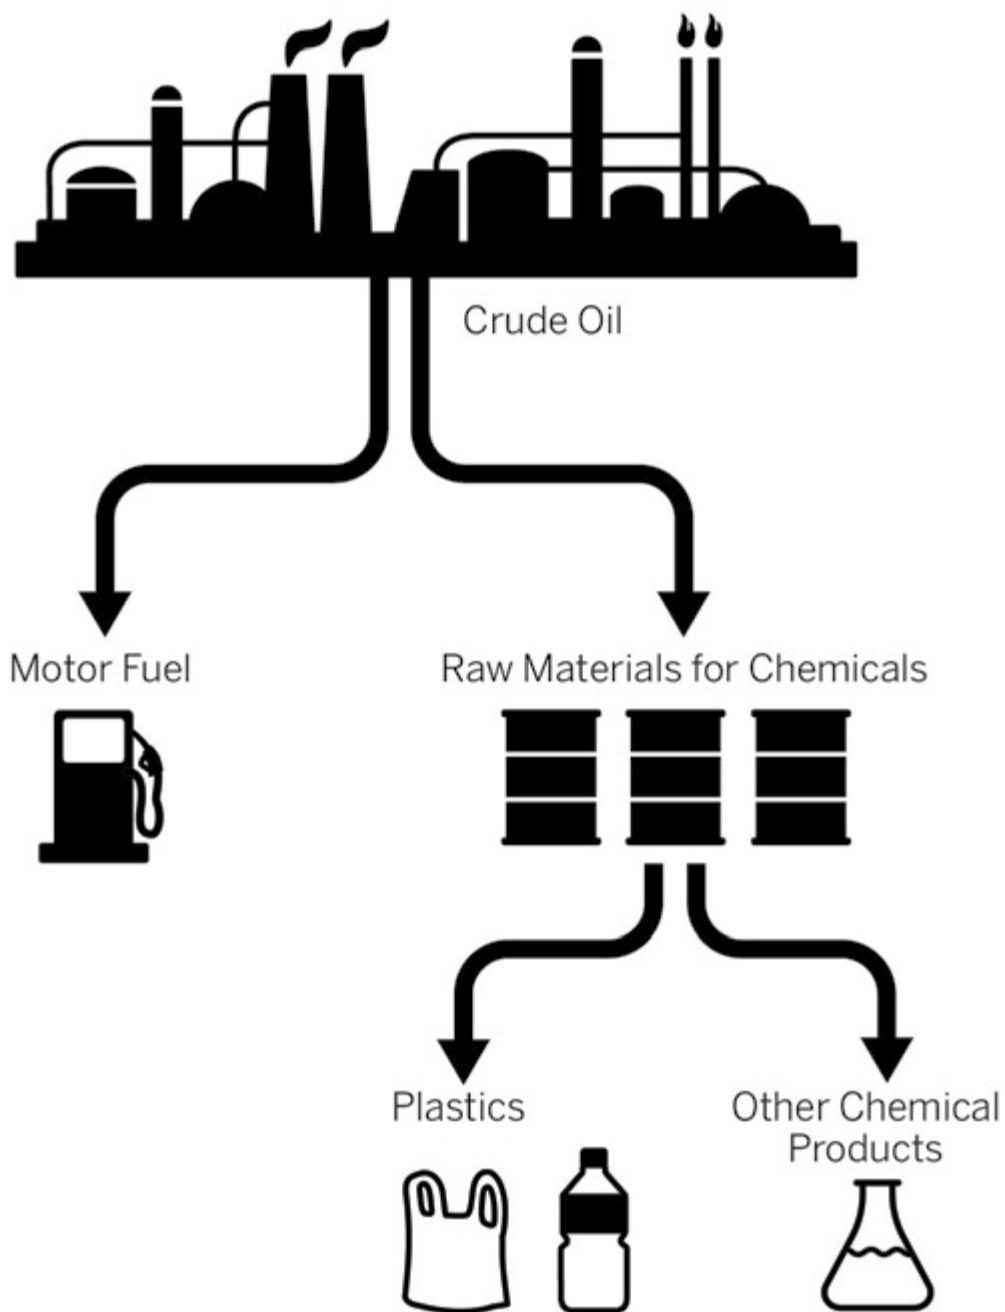 Crude Oil
Motor Fuel
Raw Materials for Chemicals
Plastics
Other Chemical
Products